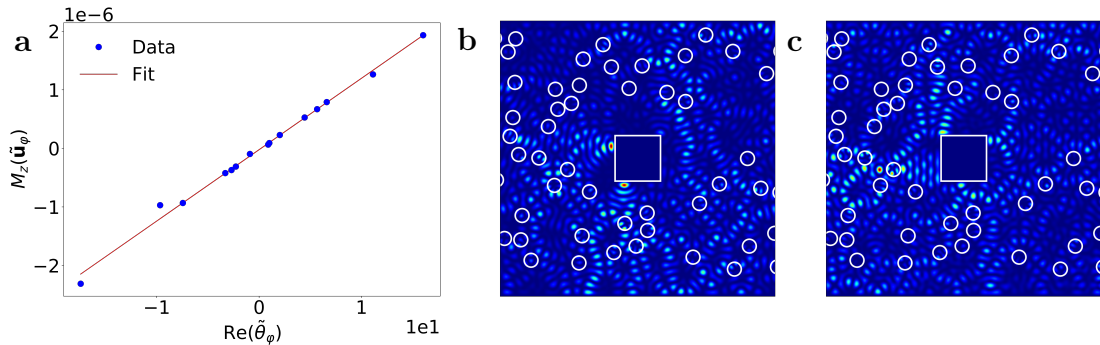 1e−6
a
b
c
2
Data
Fit
1
0
−1
−2
M_z(ũ_φ)
−1
0
1
1e1
Re(θ̃_φ)